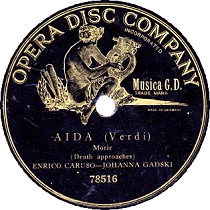 OPERA DISC COMPANY
INCORPORATED
Musica G.D.
TRADE MARK
MADE IN GERMANY
AIDA (Verdi)
Morir
(Death approaches)
ENRICO CARUSO—JOHANNA GADSKI
78516